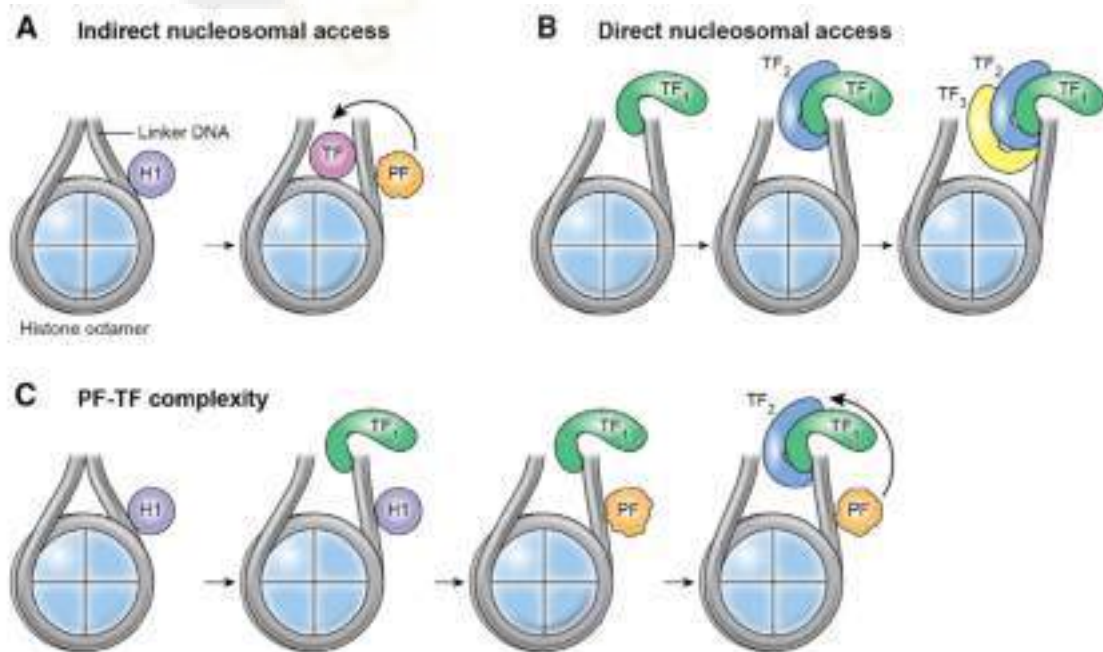 A Indirect nucleosomal access
Linker DNA
H1
TF
PF
Histone octamer
B Direct nucleosomal access
TF₁
TF₂
TF₁
TF₂
TF₃
TF₁
C PF-TF complexity
H1
TF₁
H1
TF₁
PF
TF₂
TF₁
PF